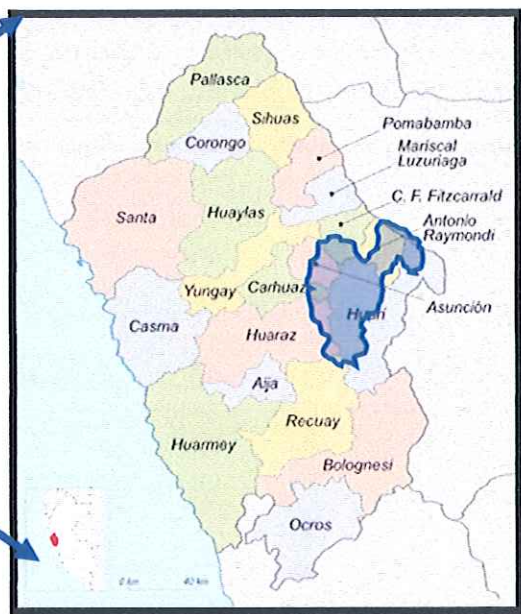 Pallasca
Sihuas
Pomabamba
Corongo
Mariscal
Luzuriaga
C. F. Fitzcarrald
Santa
Huaylas
Antonio
Raymondi
Yungay
Carhuaz
Asunción
Huari
Casma
Huaraz
Aija
Recuay
Huarmey
Bolognesi
Ocros
0 km 40 km